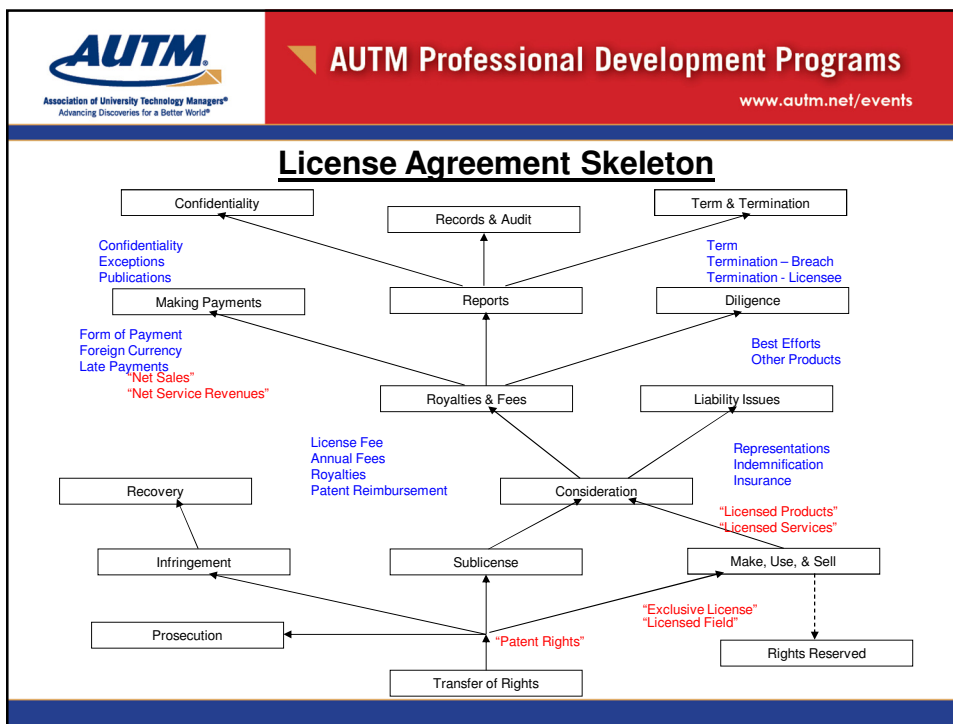 AUTM®
Association of University Technology Managers®
Advancing Discoveries for a Better World®
AUTM Professional Development Programs
www.autm.net/events
License Agreement Skeleton
Confidentiality
Records & Audit
Term & Termination
Confidentiality
Exceptions
Publications
Term
Termination – Breach
Termination - Licensee
Making Payments
Reports
Diligence
Form of Payment
Foreign Currency
Late Payments
“Net Sales”
“Net Service Revenues”
Best Efforts
Other Products
Royalties & Fees
Liability Issues
License Fee
Annual Fees
Royalties
Patent Reimbursement
Representations
Indemnification
Insurance
Recovery
Consideration
“Licensed Products”
“Licensed Services”
Infringement
Sublicense
Make, Use, & Sell
“Exclusive License”
“Licensed Field”
Prosecution
“Patent Rights”
Rights Reserved
Transfer of Rights